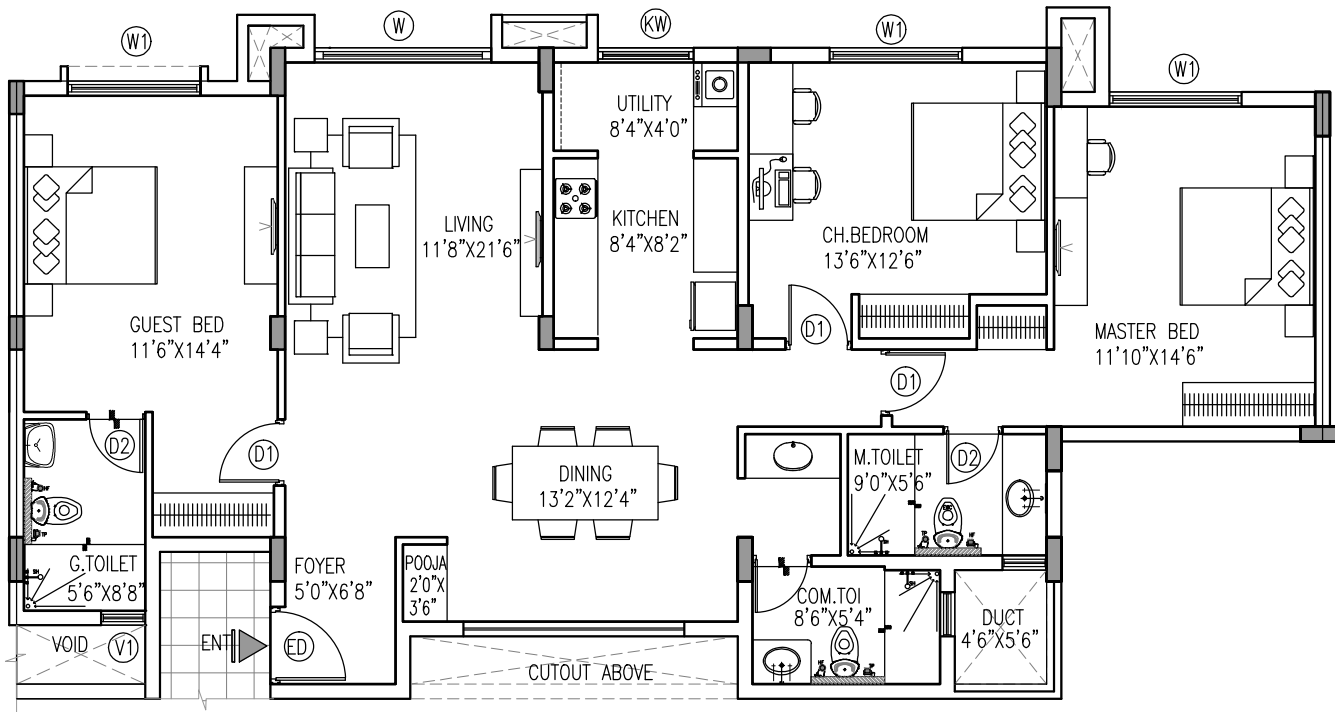 W1
W
KW
W1
W1
UTILITY
8'4"X4'0"
LIVING
11'8"X21'6"
KITCHEN
8'4"X8'2"
CH.BEDROOM
13'6"X12'6"
GUEST BED
11'6"X14'4"
D1
MASTER BED
11'10"X14'6"
D1
D2
D1
DINING
13'2"X12'4"
M.TOILET
9'0"X5'6"
D2
G.TOILET
5'6"X8'8"
FOYER
5'0"X6'8"
POOJA
2'0"X
3'6"
COM.TOI
8'6"X5'4"
DUCT
4'6"X5'6"
VOID
V1
ENT
ED
CUTOUT ABOVE